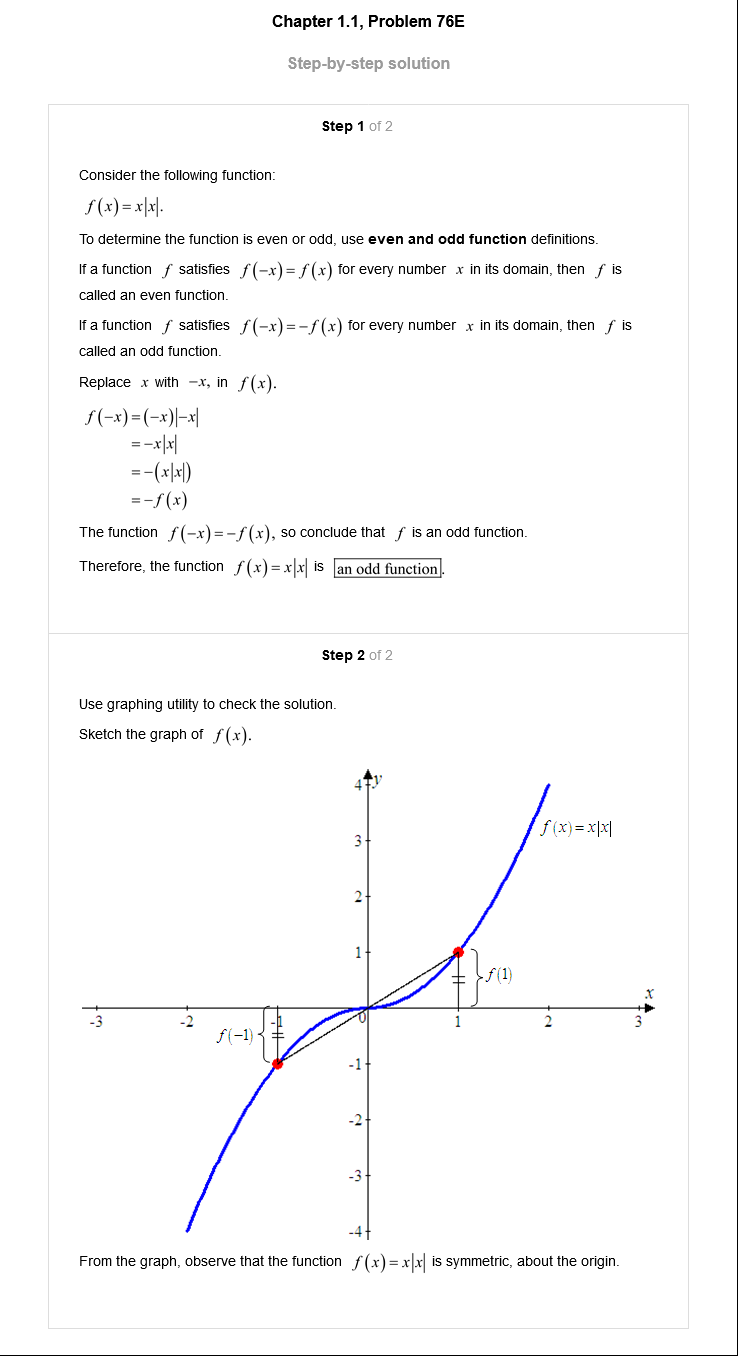 Chapter 1.1, Problem 76E
Step-by-step solution
Step 1 of 2
Consider the following function:
f(x)=x|x|.
To determine the function is even or odd, use even and odd function definitions.
If a function f satisfies f(−x)=f(x) for every number x in its domain, then f is
called an even function.
If a function f satisfies f(−x)=−f(x) for every number x in its domain, then f is
called an odd function.
Replace x with −x, in f(x).
f(−x)=(−x)|−x|
=−x|x|
=−(x|x|)
=−f(x)
The function f(−x)=−f(x), so conclude that f is an odd function.
Therefore, the function f(x)=x|x| is an odd function.
Step 2 of 2
Use graphing utility to check the solution.
Sketch the graph of f(x).
4 y
f(x)=x|x|
3
2
1
f(1)
x
-3 -2 -1 0 1 2 3
f(−1)
-1
-2
-3
-4
From the graph, observe that the function f(x)=x|x| is symmetric, about the origin.